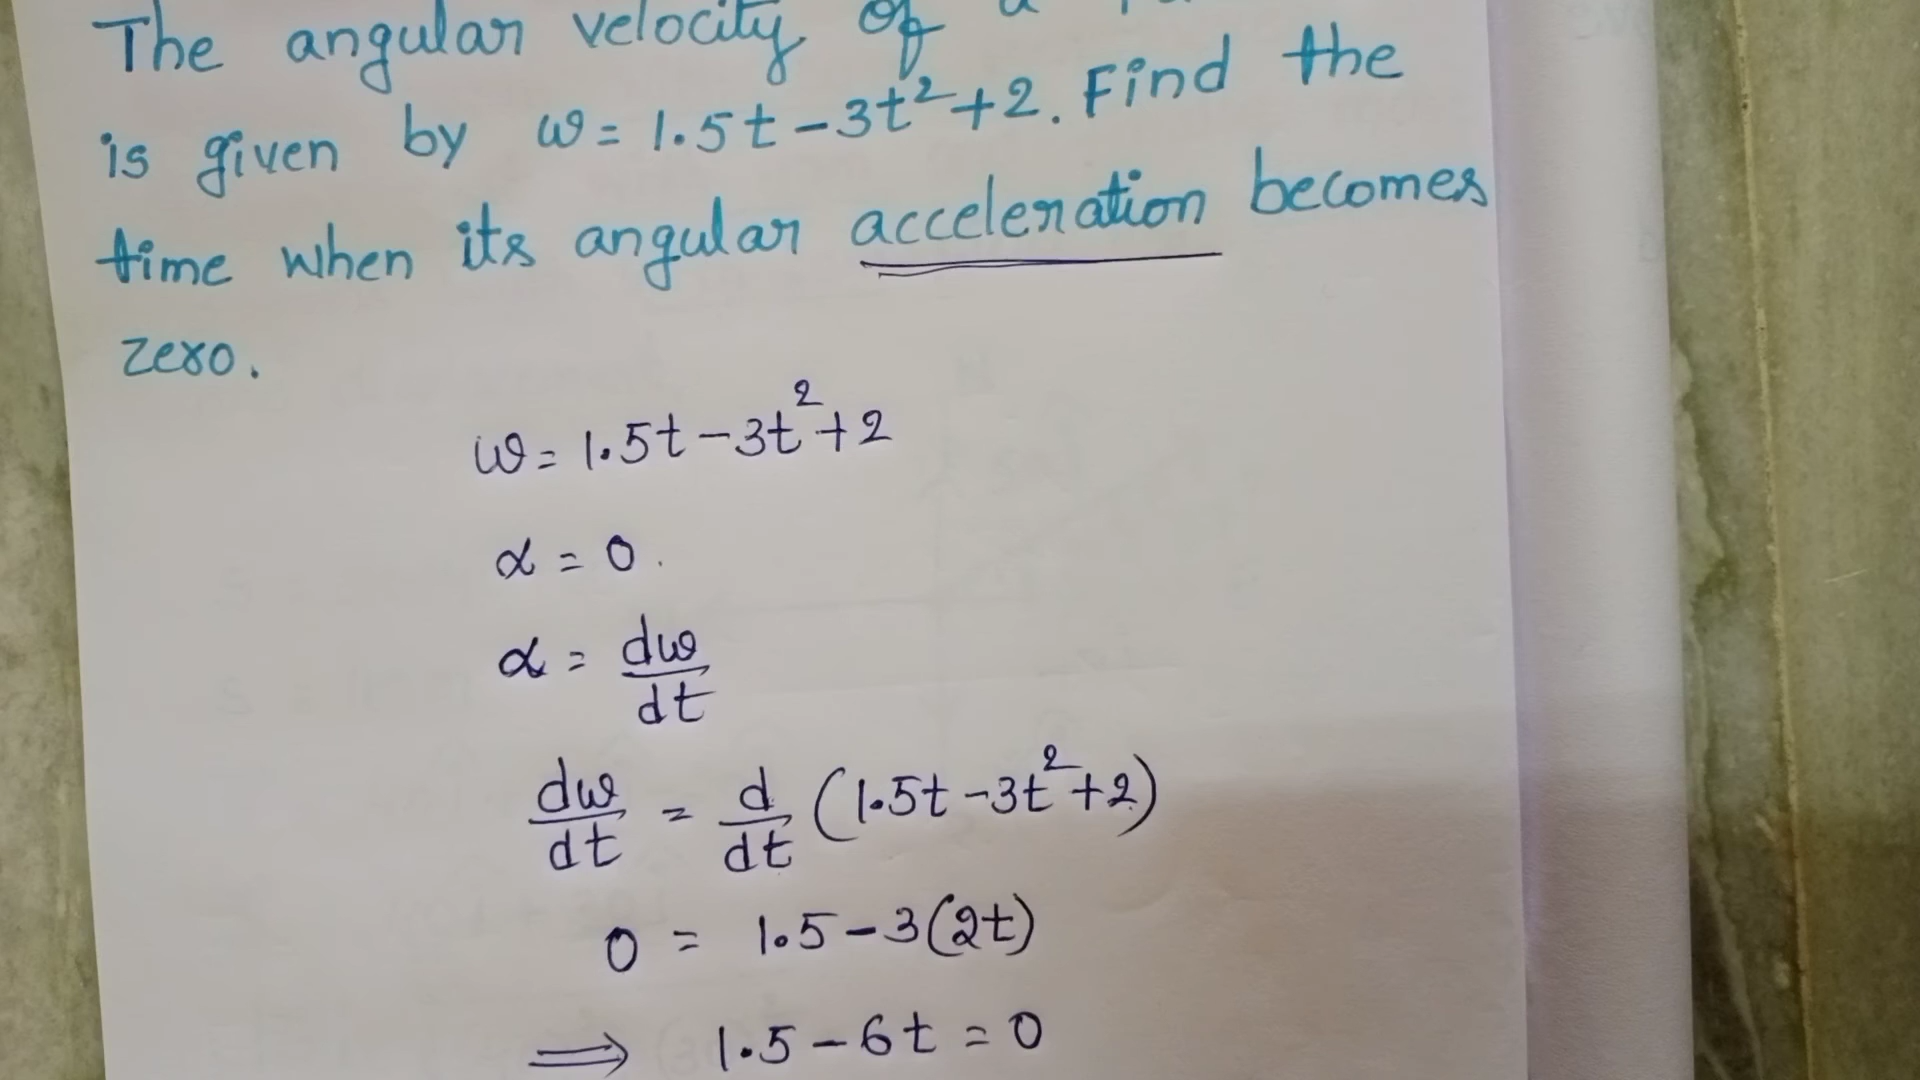 The angular velocity of a
is given by ω = 1.5t - 3t² + 2. Find the
time when its angular acceleration becomes
zero.
ω = 1.5t - 3t² + 2
α = 0.
α = dω/dt
dω/dt = d/dt (1.5t - 3t² + 2)
0 = 1.5 - 3(2t)
⟹ 1.5 - 6t = 0